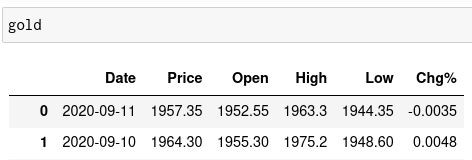 gold
Date Price Open High Low Chg%
0 2020-09-11 1957.35 1952.55 1963.3 1944.35 -0.0035
1 2020-09-10 1964.30 1955.30 1975.2 1948.60 0.0048